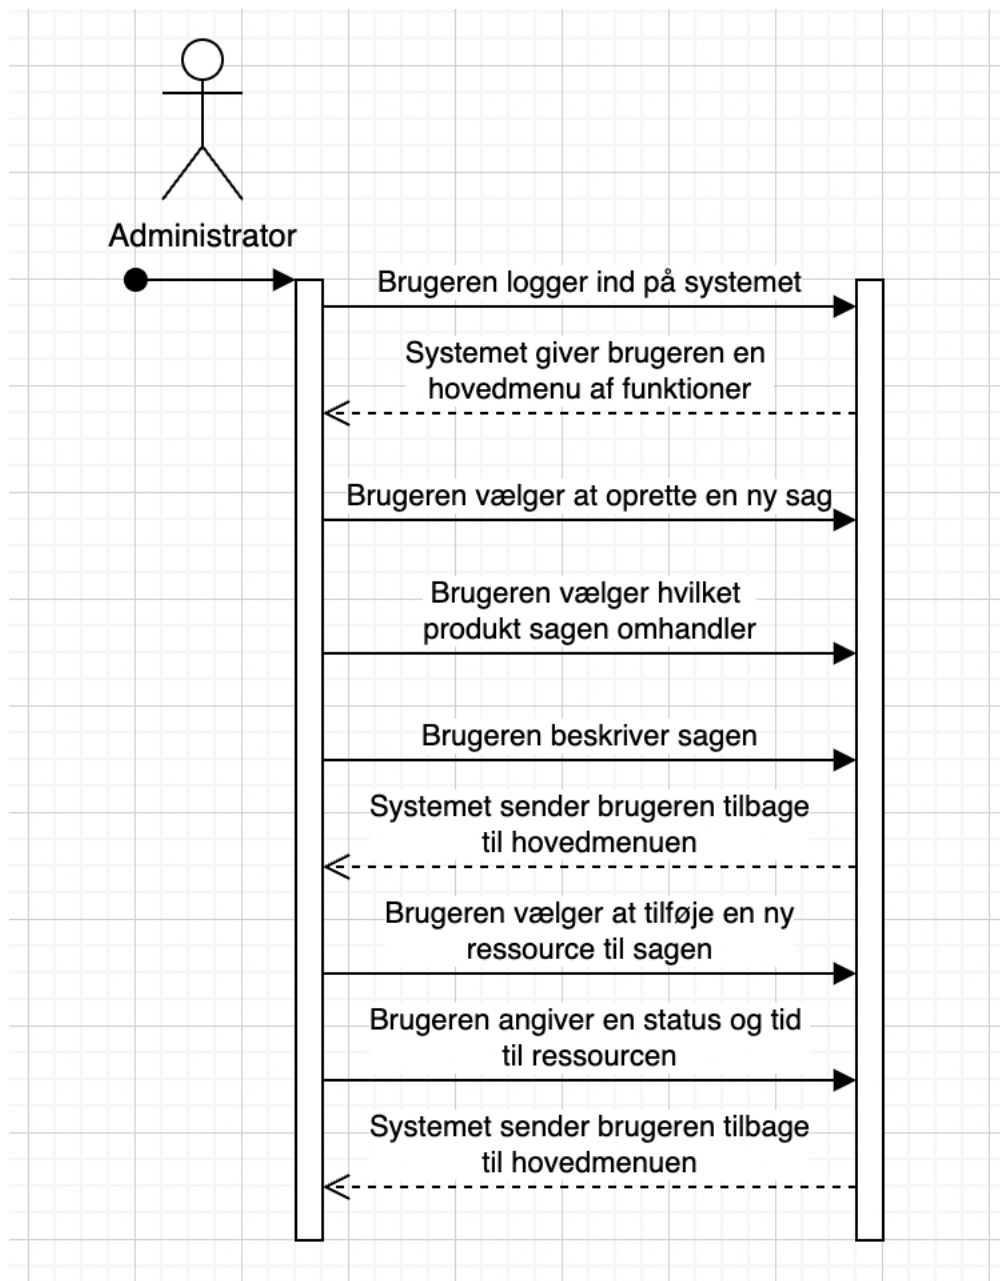 Administrator
Brugeren logger ind på systemet
Systemet giver brugeren en
hovedmenu af funktioner
Brugeren vælger at oprette en ny sag
Brugeren vælger hvilket
produkt sagen omhandler
Brugeren beskriver sagen
Systemet sender brugeren tilbage
til hovedmenuen
Brugeren vælger at tilføje en ny
ressource til sagen
Brugeren angiver en status og tid
til ressourcen
Systemet sender brugeren tilbage
til hovedmenuen